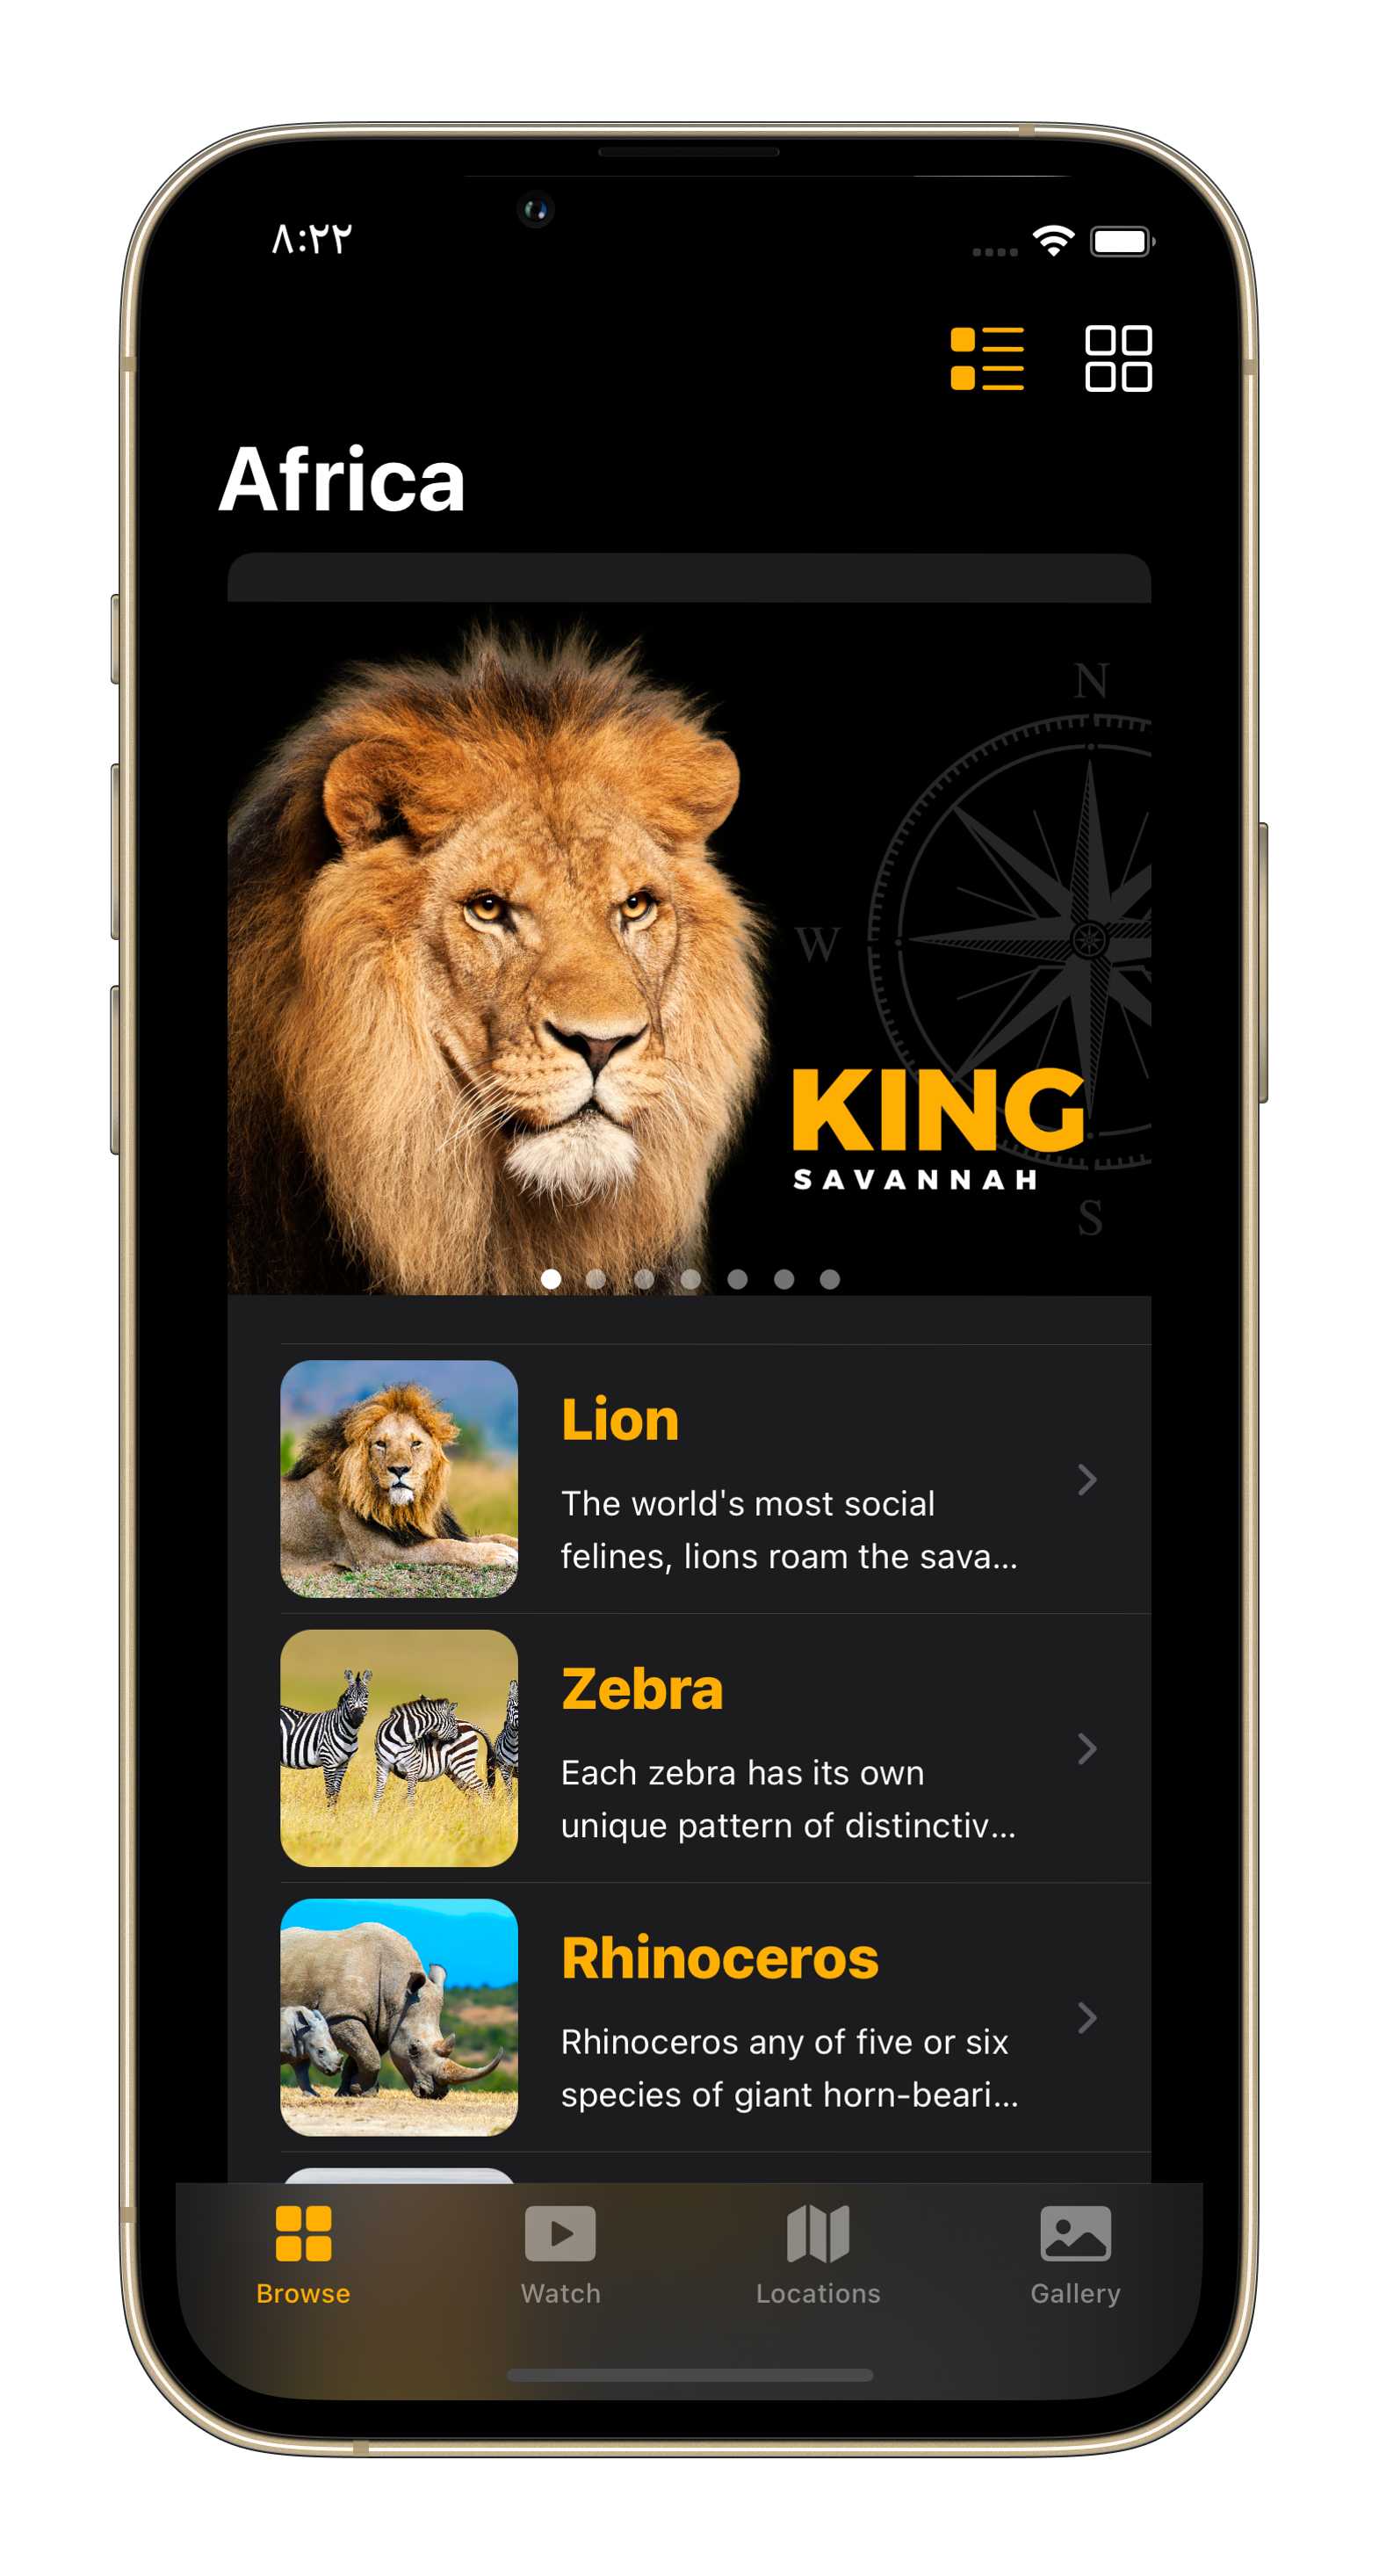 ٨:٢٢
Africa
N
W
KING
SAVANNAH
S
Lion
The world's most social
felines, lions roam the sava...
Zebra
Each zebra has its own
unique pattern of distinctiv...
Rhinoceros
Rhinoceros any of five or six
species of giant horn-beari...
Browse
Watch
Locations
Gallery